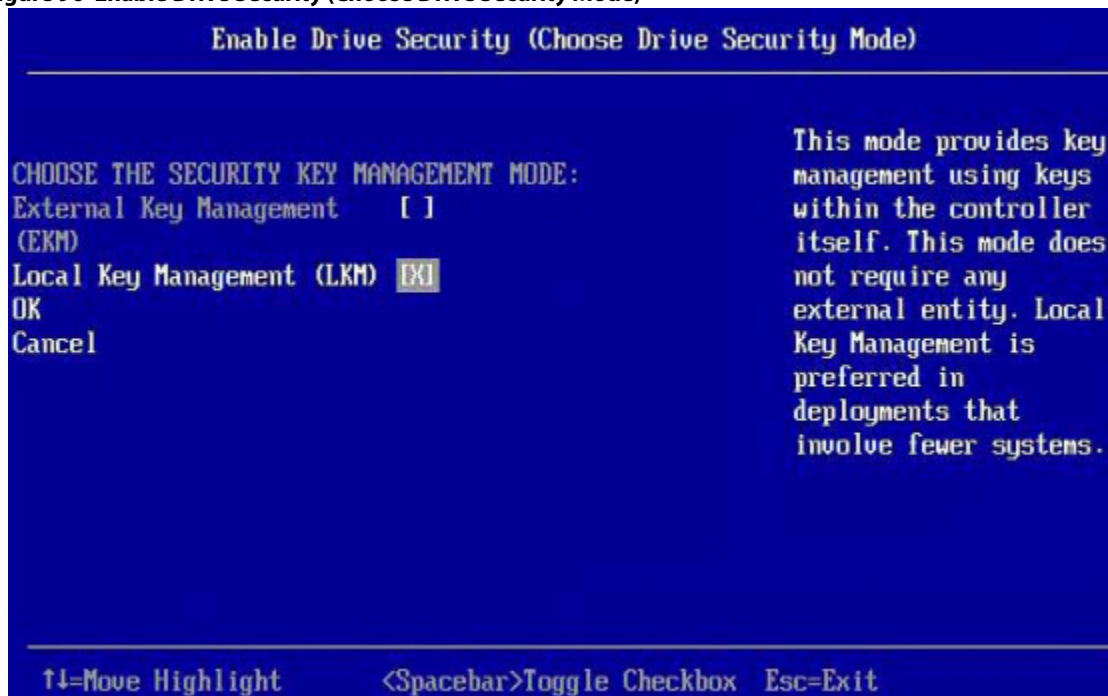 Enable Drive Security (Choose Drive Security Mode)
CHOOSE THE SECURITY KEY MANAGEMENT MODE:
External Key Management [ ]
(EKM)
Local Key Management (LKM) [X]
OK
Cancel
This mode provides key
management using keys
within the controller
itself. This mode does
not require any
external entity. Local
Key Management is
preferred in
deployments that
involve fewer systems.
↑↓=Move Highlight <Spacebar>Toggle Checkbox Esc=Exit